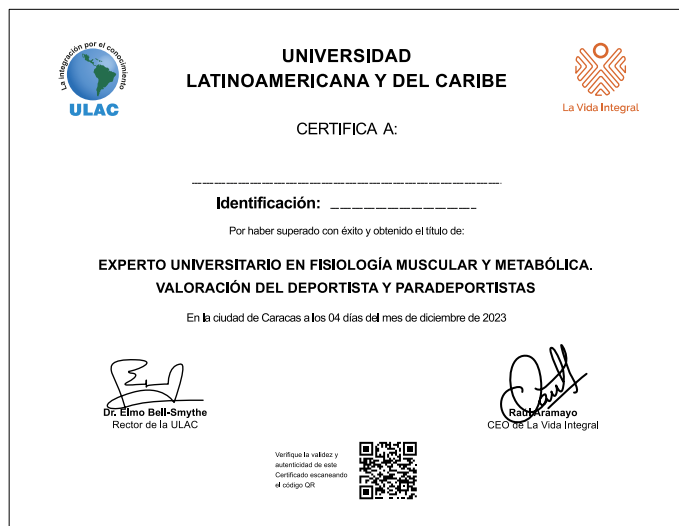 La integración por el conocimiento
ULAC
UNIVERSIDAD
LATINOAMERICANA Y DEL CARIBE
La Vida Integral
CERTIFICA A:
Identificación:
Por haber superado con éxito y obtenido el título de:
EXPERTO UNIVERSITARIO EN FISIOLOGÍA MUSCULAR Y METABÓLICA.
VALORACIÓN DEL DEPORTISTA Y PARADEPORTISTAS
En la ciudad de Caracas a los 04 días del mes de diciembre de 2023
Dr. Elmo Bell-Smythe
Rector de la ULAC
Raúl Aramayo
CEO de La Vida Integral
Verifique la validez y
autenticidad de este
Certificado escaneando
el código QR